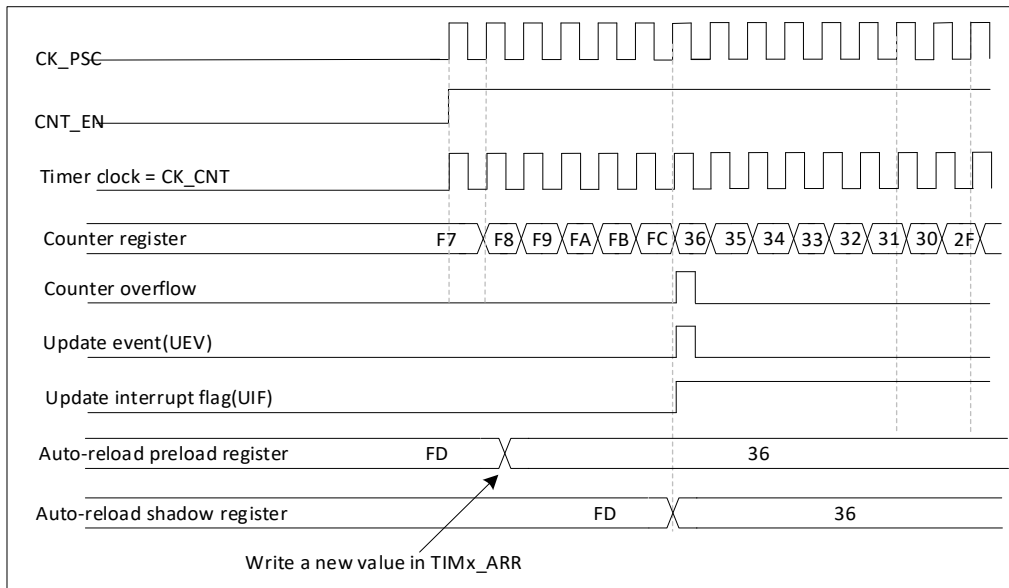 CK_PSC
CNT_EN
Timer clock = CK_CNT
Counter register F7 F8 F9 FA FB FC 36 35 34 33 32 31 30 2F
Counter overflow
Update event(UEV)
Update interrupt flag(UIF)
Auto-reload preload register FD 36
Auto-reload shadow register FD 36
Write a new value in TIMx_ARR